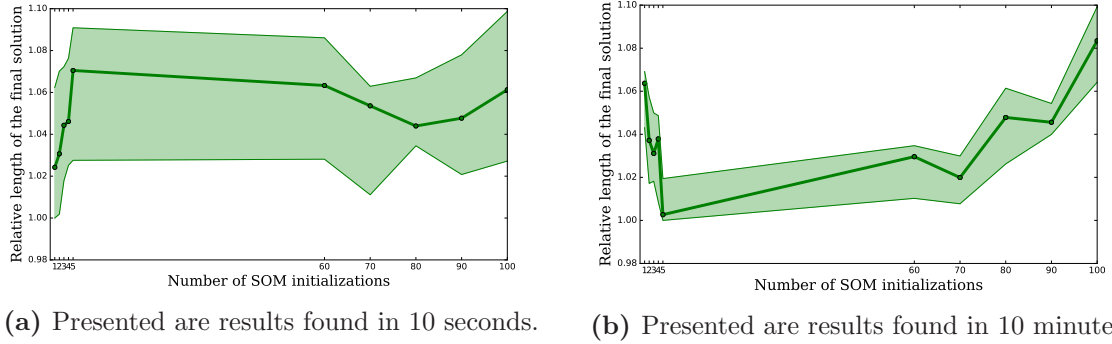 Relative length of the final solution
1.10
1.08
1.06
1.04
1.02
1.00
0.98
12345 60 70 80 90 100
Number of SOM initializations
(a) Presented are results found in 10 seconds.
Relative length of the final solution
1.10
1.08
1.06
1.04
1.02
1.00
0.98
12345 60 70 80 90 100
Number of SOM initializations
(b) Presented are results found in 10 minute